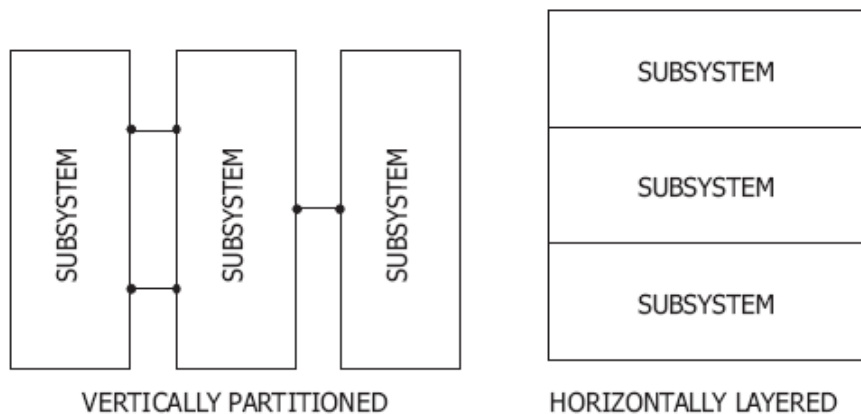 SUBSYSTEM
SUBSYSTEM
SUBSYSTEM
VERTICALLY PARTITIONED
SUBSYSTEM
SUBSYSTEM
SUBSYSTEM
HORIZONTALLY LAYERED